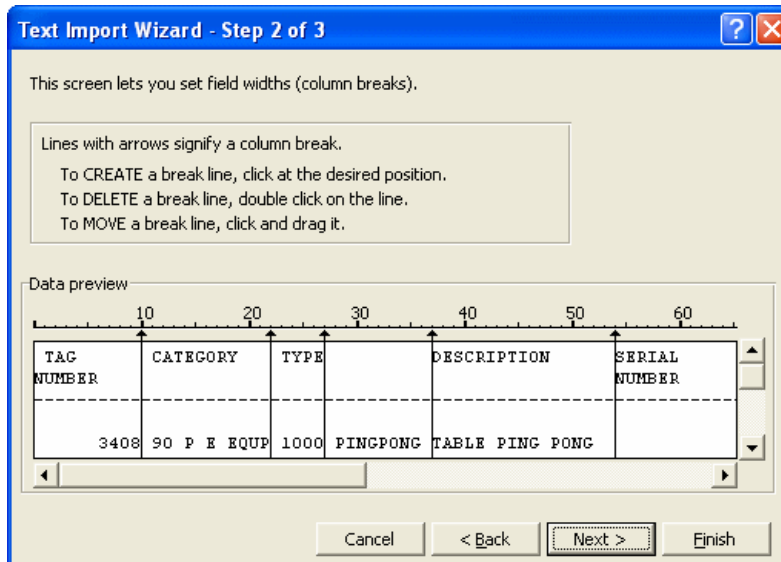 Text Import Wizard - Step 2 of 3
This screen lets you set field widths (column breaks).
Lines with arrows signify a column break.
To CREATE a break line, click at the desired position.
To DELETE a break line, double click on the line.
To MOVE a break line, click and drag it.
Data preview
10 20 30 40 50 60
TAG CATEGORY TYPE DESCRIPTION SERIAL
NUMBER NUMBER
3408 90 P E EQUP 1000 PINGPONG TABLE PING PONG
Cancel < Back Next > Finish